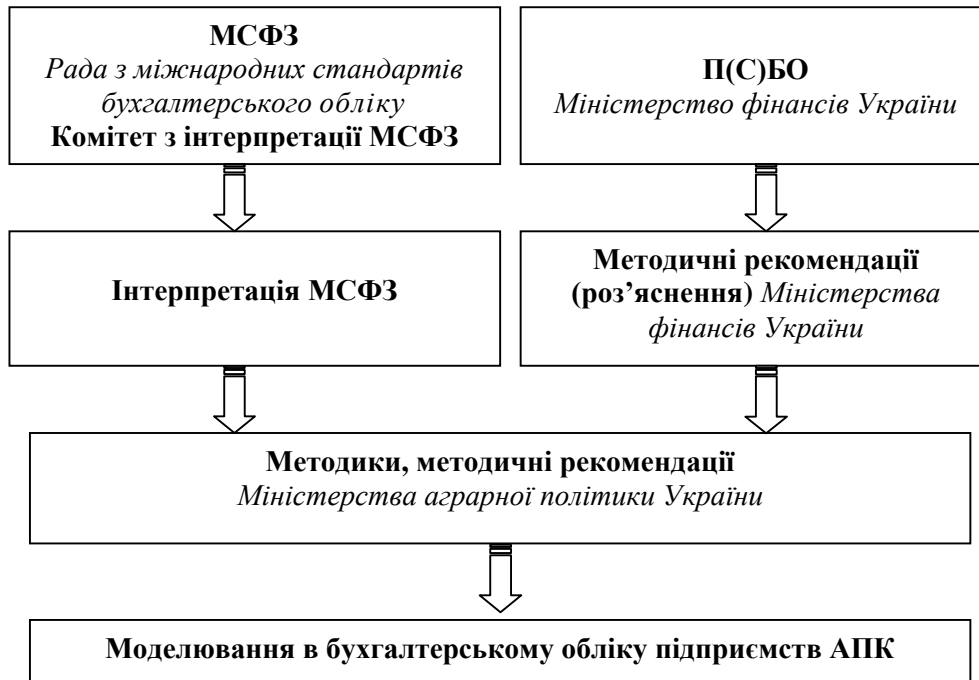 МСФЗ
Рада з міжнародних стандартів
бухгалтерського обліку
Комітет з інтерпретації МСФЗ
П(С)БО
Міністерство фінансів України
Інтерпретація МСФЗ
Методичні рекомендації
(роз’яснення) Міністерства
фінансів України
Методики, методичні рекомендації
Міністерства аграрної політики України
Моделювання в бухгалтерському обліку підприємств АПК